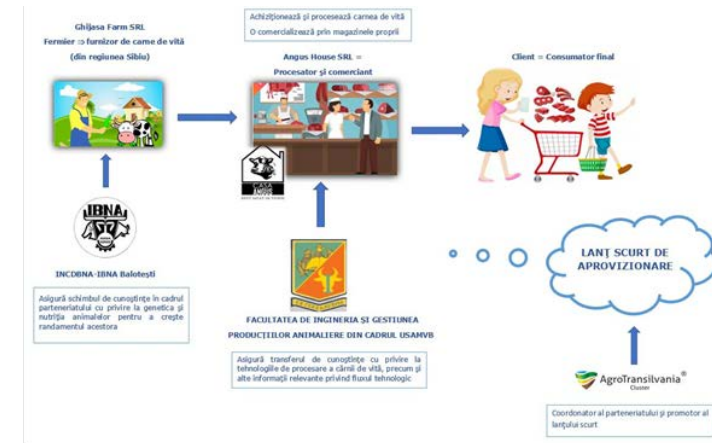 Ghijasa Farm SRL
Fermier ⇒ furnizor de carne de vită
(din regiunea Sibiu)
Achiziționează și procesează carnea de vită
O comercializează prin magazinele proprii
Angus House SRL =
Procesator și comerciant
Client = Consumator final
CASA
ANGUS
IBNA
INCDBNA-IBNA Balotești
Asigură schimbul de cunoștințe în cadrul
parteneriatului cu privire la genetica și
nutriția animalelor pentru a crește
randamentul acestora
FACULTATEA DE INGINERIA ȘI GESTIUNEA
PRODUCȚIILOR ANIMALIERE DIN CADRUL USAMVB
Asigură transferul de cunoștințe cu privire la
tehnologiile de procesare a cărnii de vită, precum și
alte informații relevante privind fluxul tehnologic
LANȚ SCURT DE
APROVIZIONARE
AgroTransilvania®
Cluster
Coordonator al parteneriatului și promotor al
lanțului scurt